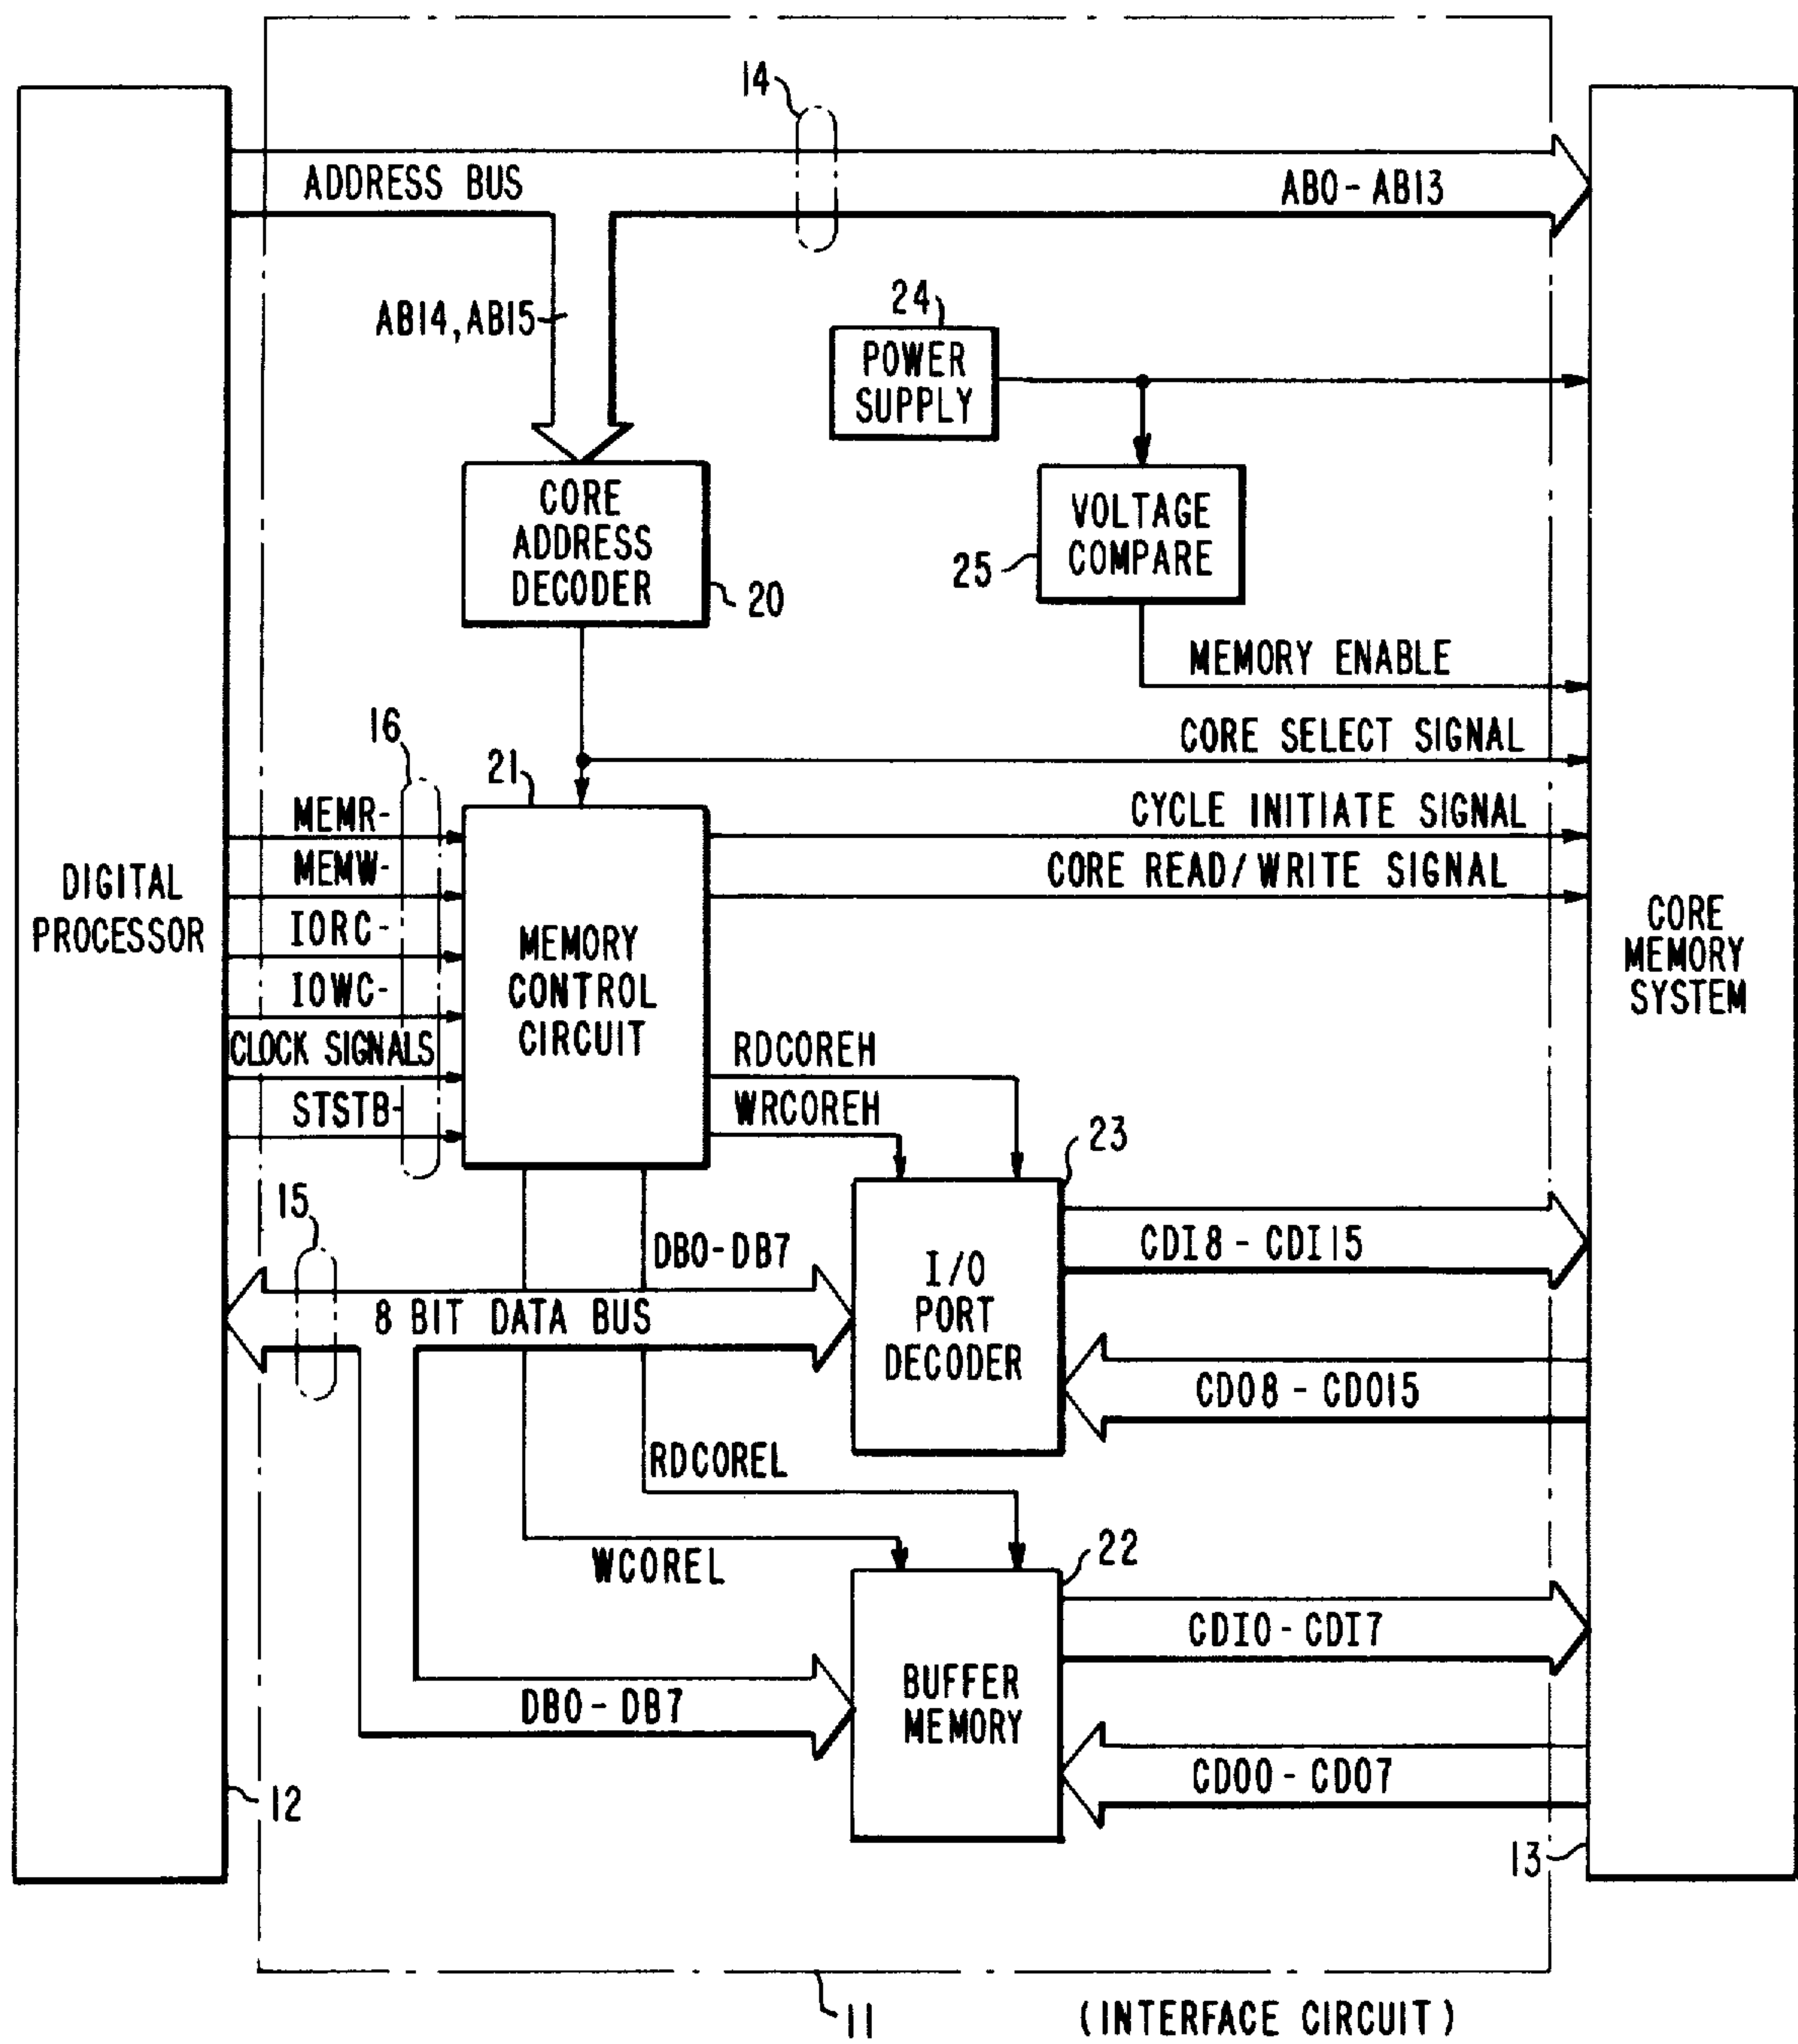 14
ADDRESS BUS
AB0 - AB13
AB14, AB15
24
POWER
SUPPLY
CORE
ADDRESS
DECODER
20
VOLTAGE
COMPARE
25
MEMORY ENABLE
CORE SELECT SIGNAL
16
21
CYCLE INITIATE SIGNAL
CORE READ/WRITE SIGNAL
MEMR-
MEMW-
IORC-
IOWC-
CLOCK SIGNALS
STSTB-
DIGITAL
PROCESSOR
MEMORY
CONTROL
CIRCUIT
CORE
MEMORY
SYSTEM
RDCOREH
WRCOREH
23
15
DB0-DB7
8 BIT DATA BUS
I/O
PORT
DECODER
CDI8 - CDI15
CDO8 - CDO15
RDCOREL
WCOREL
22
CDI0 - CDI7
DB0 - DB7
BUFFER
MEMORY
CDO0 - CDO7
12
13
11
(INTERFACE CIRCUIT)